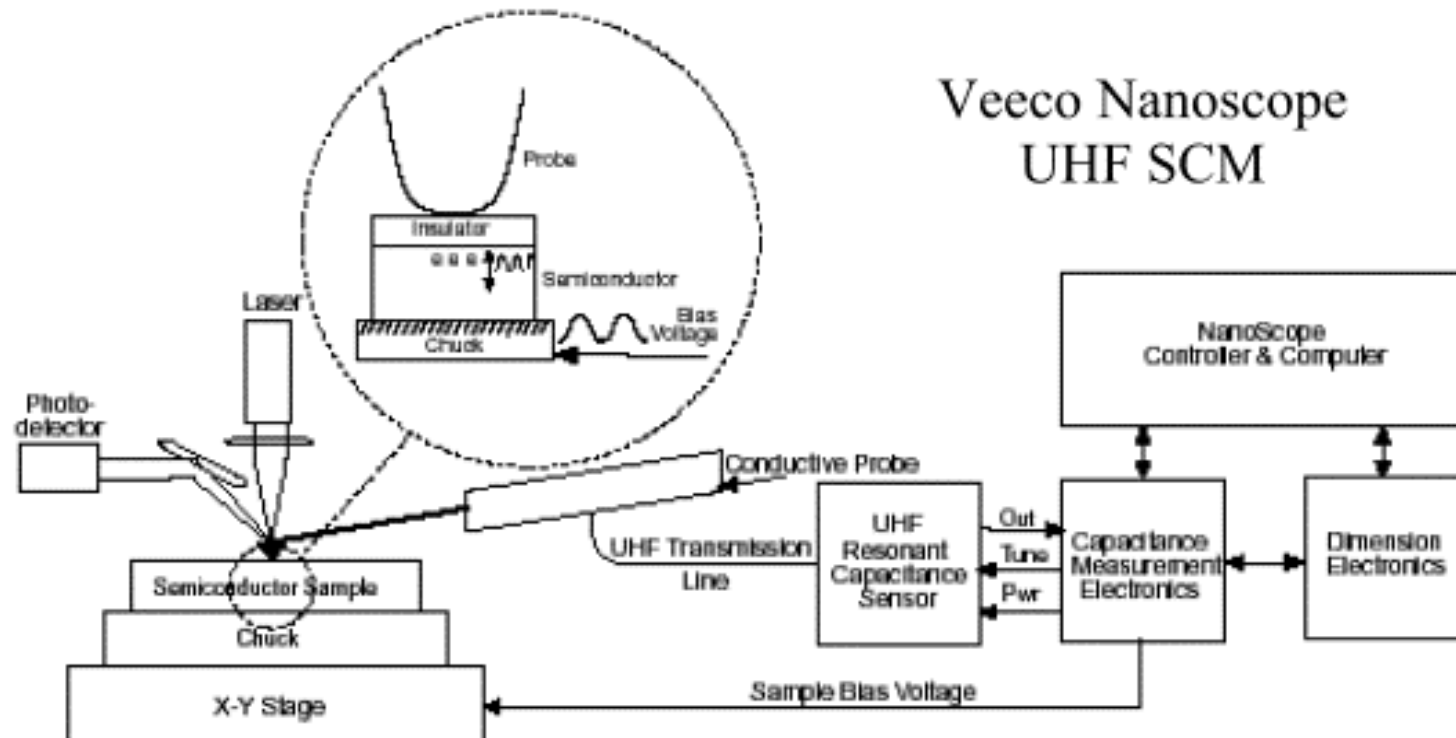 Veeco Nanoscope
UHF SCM
Probe
Insulator
Semiconductor
Bias
Voltage
Chuck
Laser
Photo-
detector
Conductive Probe
UHF Transmission
Line
Semiconductor Sample
Chuck
X-Y Stage
UHF
Resonant
Capacitance
Sensor
Out
Tune
Pwr
Capacitance
Measurement
Electronics
NanoScope
Controller & Computer
Dimension
Electronics
Sample Bias Voltage